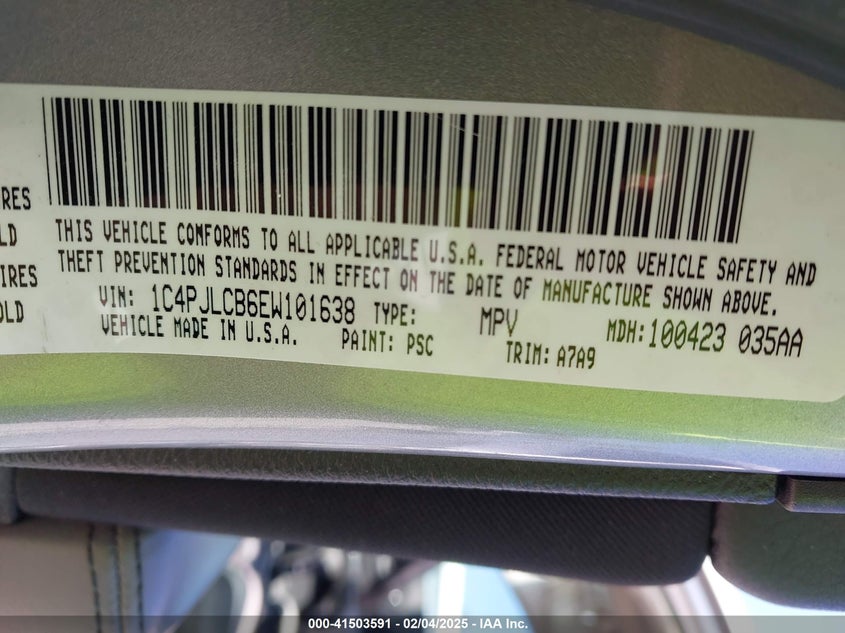 RES
LD
IRES
OLD
THIS VEHICLE CONFORMS TO ALL APPLICABLE U.S.A. FEDERAL MOTOR VEHICLE SAFETY AND
THEFT PREVENTION STANDARDS IN EFFECT ON THE DATE OF MANUFACTURE SHOWN ABOVE.
VIN: 1C4PJLCB6EW101638 TYPE: MPV MDH:100423 035AA
VEHICLE MADE IN U.S.A. PAINT: PSC TRIM: A7A9
000-41503591 - 02/04/2025 - IAA Inc.